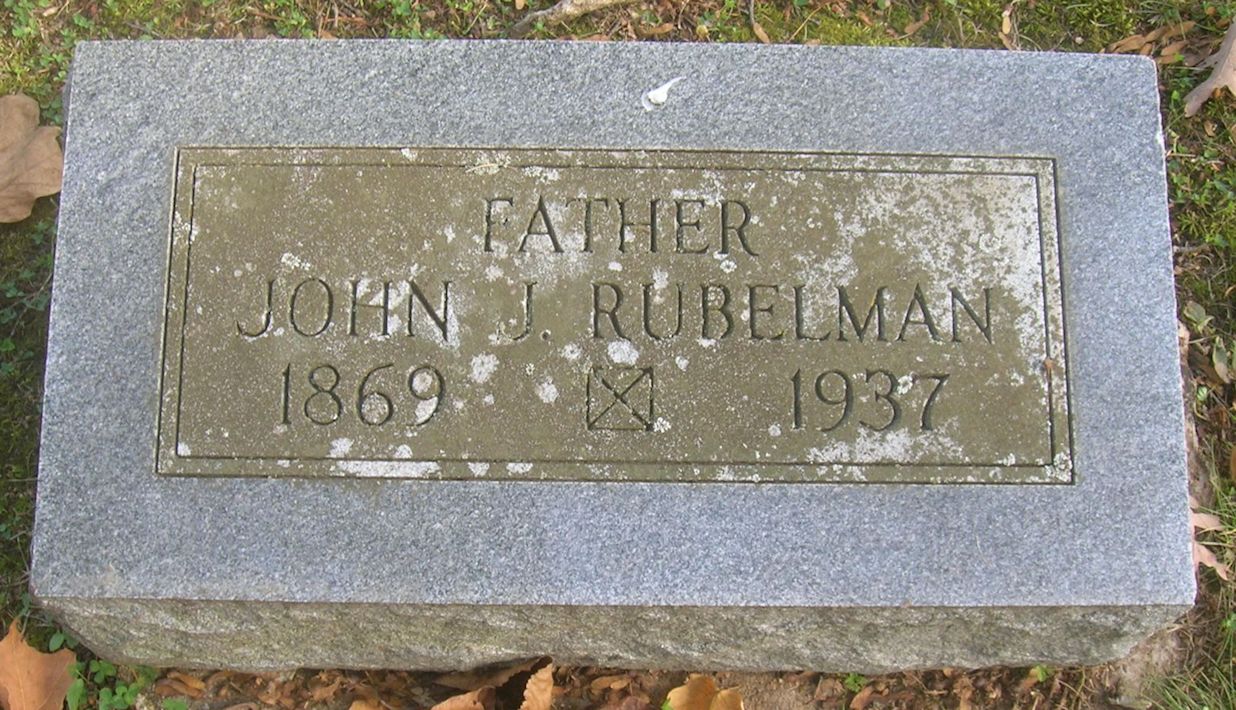 FATHER
JOHN J. RUBELMAN
1869 1937